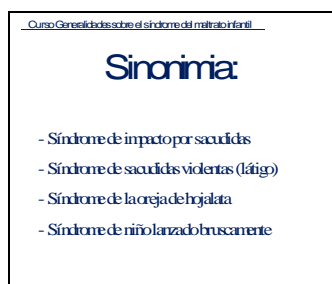 Curso Generalidades sobre el síndrome del maltrato infantil
Sinonimia:
- Síndrome de impacto por sacudidas
- Síndrome de sacudidas violentas (látigo)
- Síndrome de la oreja de hojalata
- Síndrome de niño lanzado bruscamente